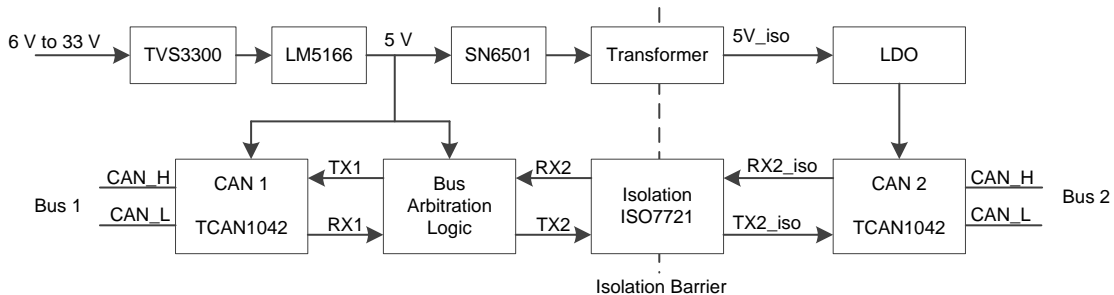 6 V to 33 V
TVS3300
LM5166
5 V
SN6501
Transformer
5V_iso
LDO
Bus 1
CAN_H
CAN_L
CAN 1
TCAN1042
TX1
RX1
Bus
Arbitration
Logic
RX2
TX2
Isolation
ISO7721
RX2_iso
TX2_iso
CAN 2
TCAN1042
CAN_H
CAN_L
Bus 2
Isolation Barrier